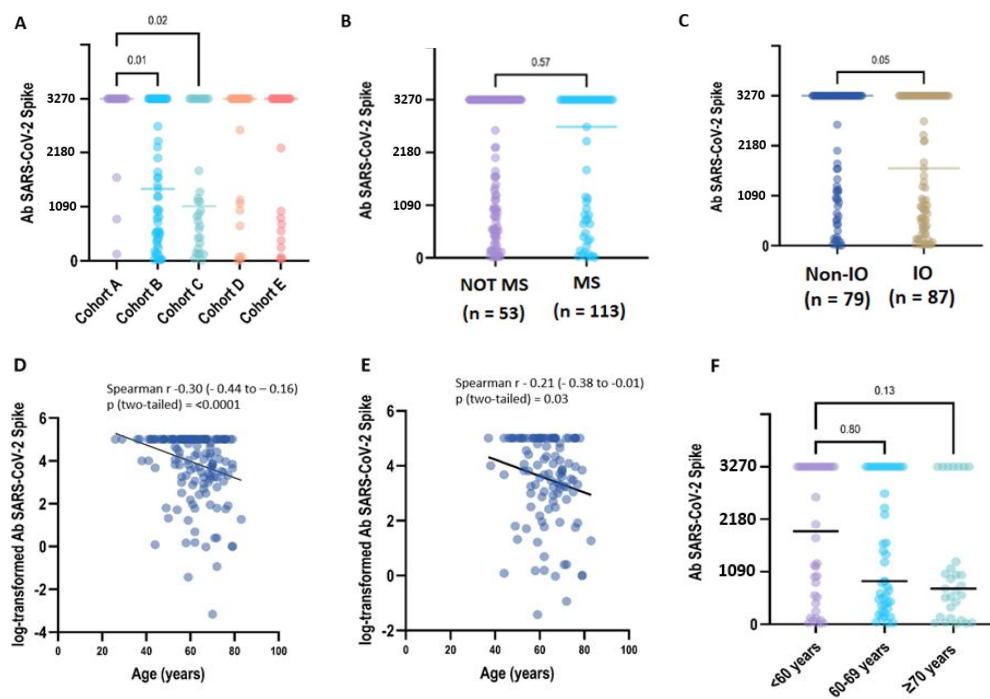 A
0.02
0.01
Ab SARS-CoV-2 Spike
3270
2180
1090
0
Cohort A
Cohort B
Cohort C
Cohort D
Cohort E
B
0.57
Ab SARS-CoV-2 Spike
3270
2180
1090
0
NOT MS
(n = 53)
MS
(n = 113)
C
0.05
Ab SARS-CoV-2 Spike
3270
2180
1090
0
Non-IO
(n = 79)
IO
(n = 87)
D
Spearman r -0.30 (- 0.44 to – 0.16)
p (two-tailed) = <0.0001
log-transformed Ab SARS-CoV-2 Spike
6
4
2
0
-2
-4
0 20 40 60 80 100
Age (years)
E
Spearman r - 0.21 (- 0.38 to -0.01)
p (two-tailed) = 0.03
log-transformed Ab SARS-CoV-2 Spike
6
4
2
0
-2
0 20 40 60 80 100
Age (years)
F
0.13
0.80
Ab SARS-CoV-2 Spike
3270
2180
1090
0
<60 years
60-69 years
≥70 years